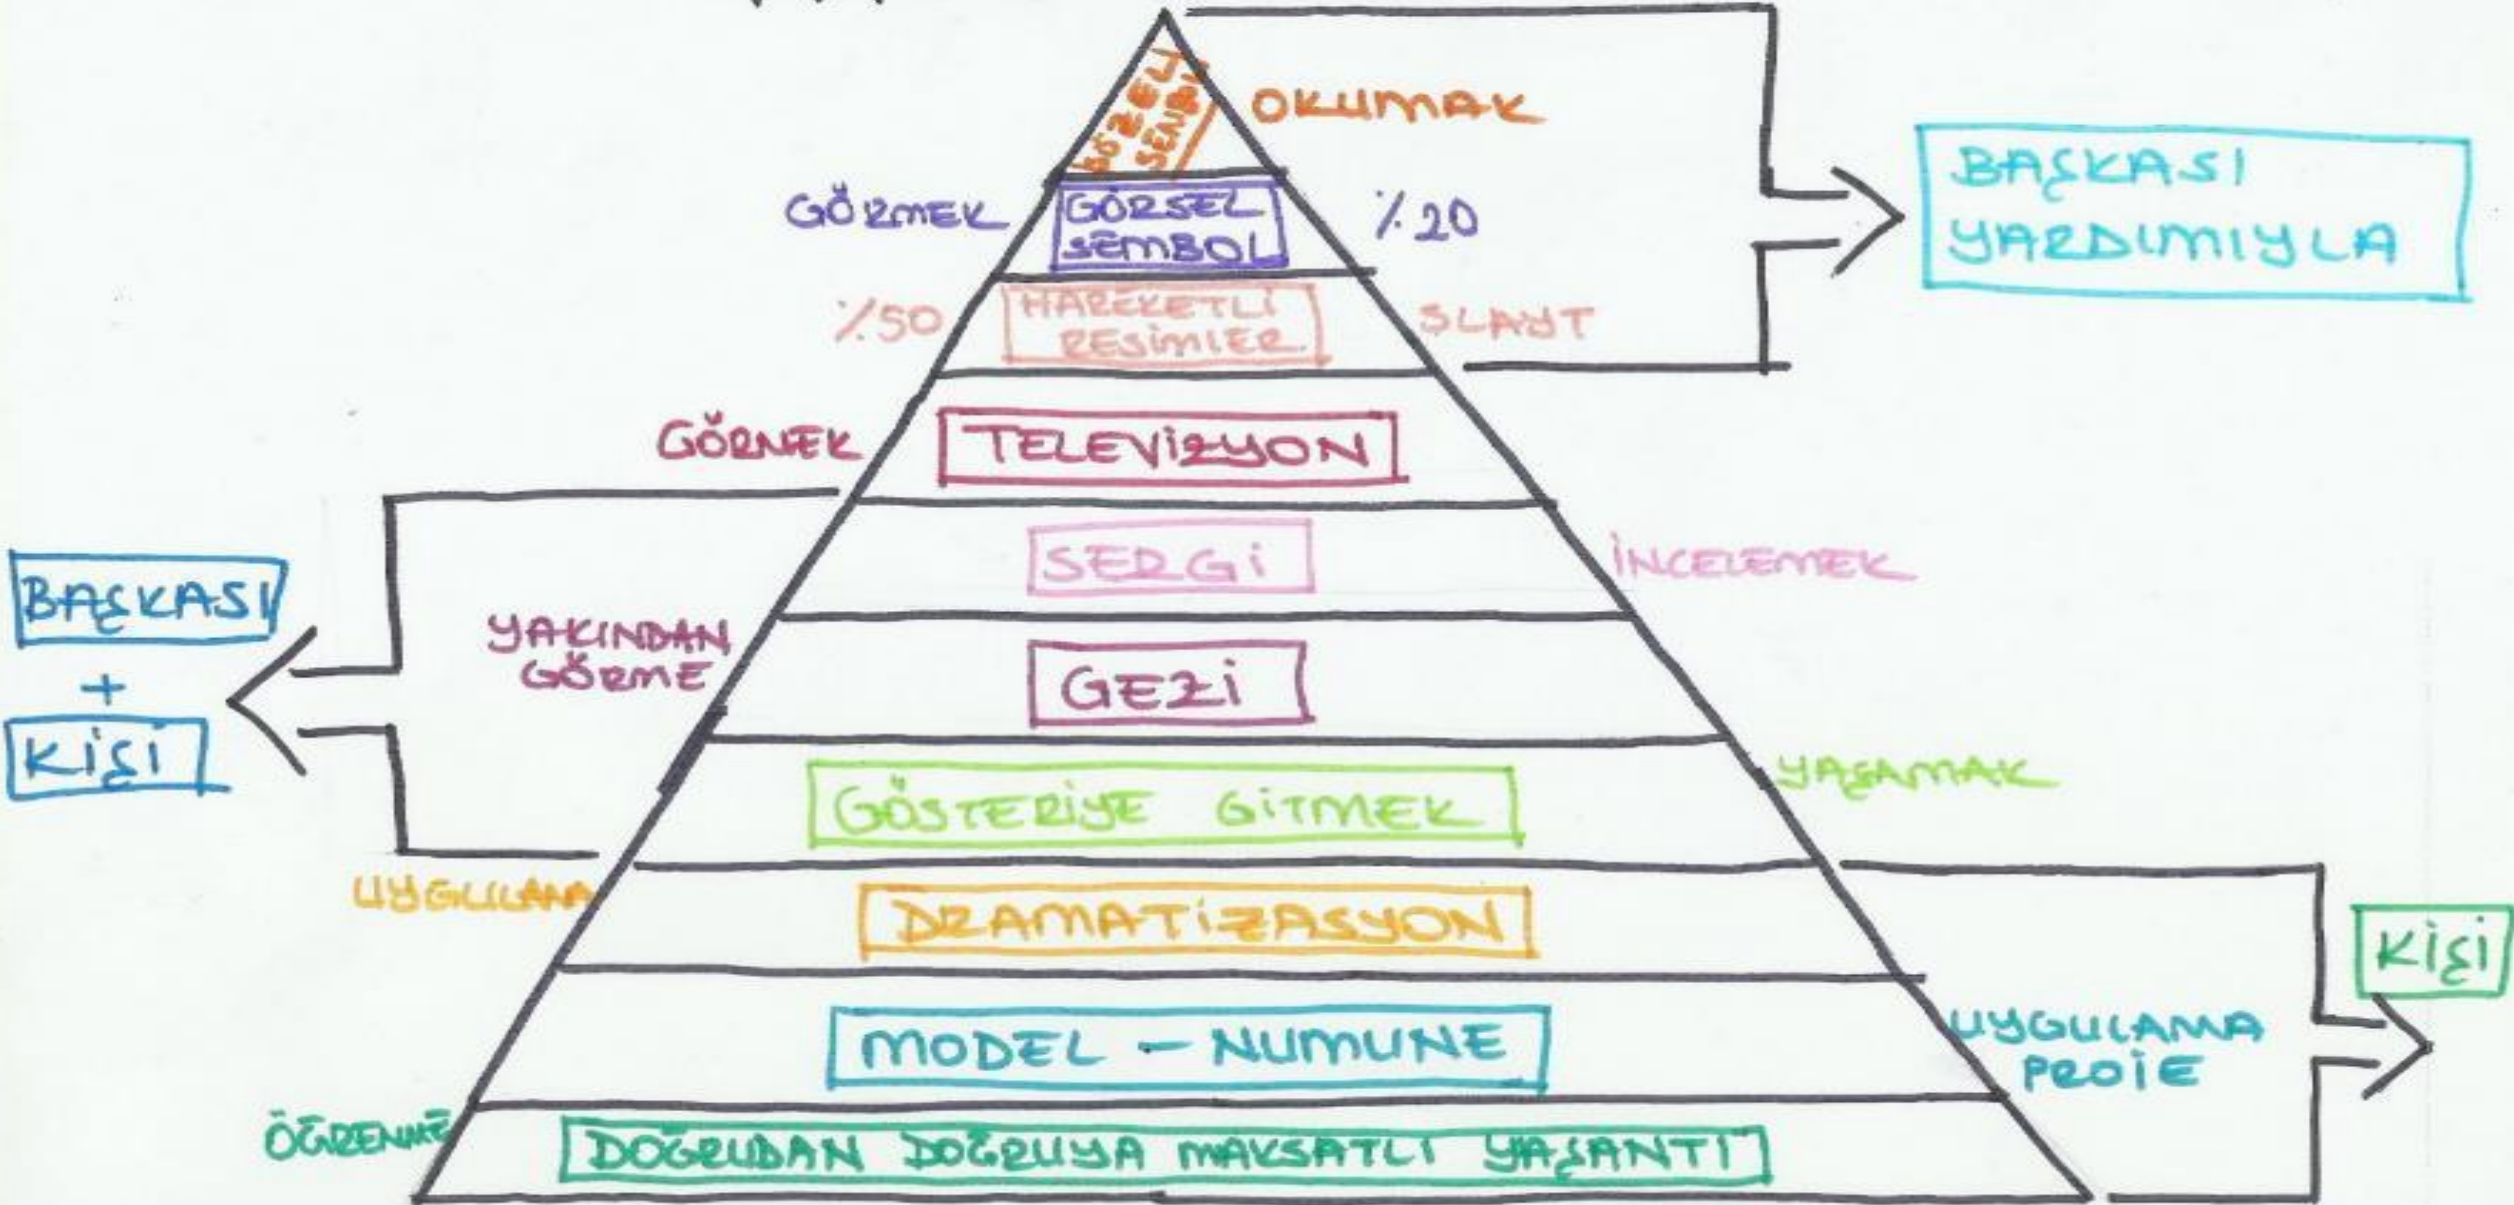 SÖZEL
SEMBOL
OKUMAK
BAŞKASI
YARDIMIYLA
GÖRMEK
GÖRSEL
SEMBOL
%20
%50
HAREKETLİ
RESİMLER
SLAYT
GÖRMEK
TELEVİZYON
SERGİ
İNCELEMEK
BAŞKASI
+
KİŞİ
YAKINDAN
GÖRME
GEZİ
GÖSTERİYE GİTMEK
YAŞAMAK
UYGULAMA
DRAMATİZASYON
KİŞİ
MODEL - NUMUNE
UYGULAMA
PROJE
ÖĞRENME
DOĞRUDAN DOĞRUYA MAKSATLI YAŞANTI